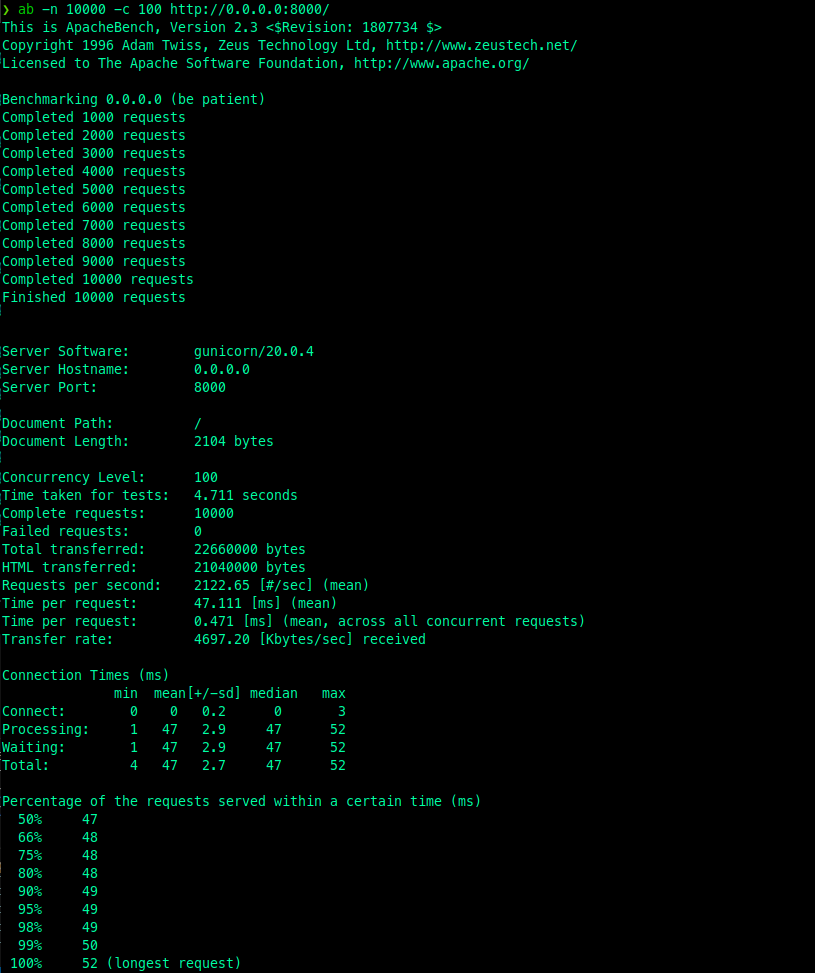 ❯ ab -n 10000 -c 100 http://0.0.0.0:8000/
This is ApacheBench, Version 2.3 <$Revision: 1807734 $>
Copyright 1996 Adam Twiss, Zeus Technology Ltd, http://www.zeustech.net/
Licensed to The Apache Software Foundation, http://www.apache.org/

Benchmarking 0.0.0.0 (be patient)
Completed 1000 requests
Completed 2000 requests
Completed 3000 requests
Completed 4000 requests
Completed 5000 requests
Completed 6000 requests
Completed 7000 requests
Completed 8000 requests
Completed 9000 requests
Completed 10000 requests
Finished 10000 requests


Server Software:        gunicorn/20.0.4
Server Hostname:        0.0.0.0
Server Port:            8000

Document Path:          /
Document Length:        2104 bytes

Concurrency Level:      100
Time taken for tests:   4.711 seconds
Complete requests:      10000
Failed requests:        0
Total transferred:      22660000 bytes
HTML transferred:       21040000 bytes
Requests per second:    2122.65 [#/sec] (mean)
Time per request:       47.111 [ms] (mean)
Time per request:       0.471 [ms] (mean, across all concurrent requests)
Transfer rate:          4697.20 [Kbytes/sec] received

Connection Times (ms)
              min  mean[+/-sd] median   max
Connect:        0    0   0.2      0       3
Processing:     1   47   2.9     47      52
Waiting:        1   47   2.9     47      52
Total:          4   47   2.7     47      52

Percentage of the requests served within a certain time (ms)
  50%     47
  66%     48
  75%     48
  80%     48
  90%     49
  95%     49
  98%     49
  99%     50
 100%     52 (longest request)